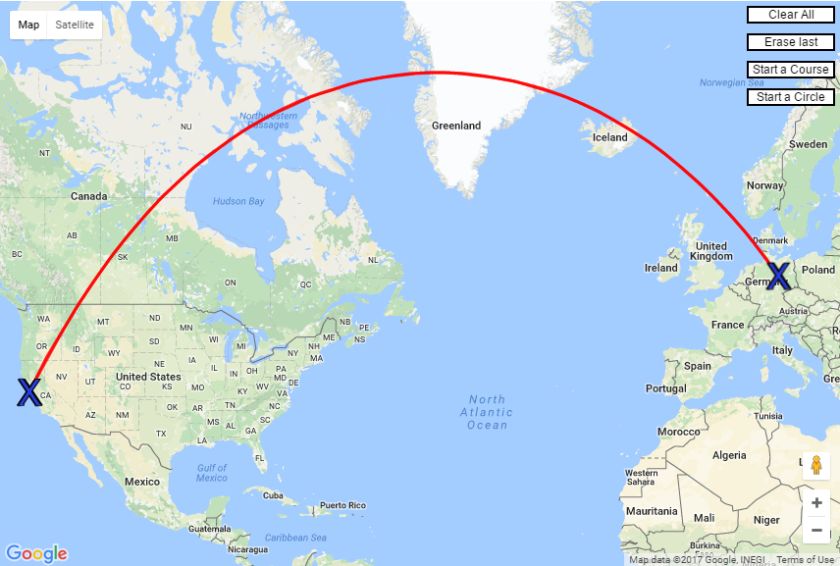 Map Satellite
Clear All
Erase last
Start a Course
Start a Circle
Norwegian Sea
Northwestern
Passages
Greenland
Iceland
Sweden
Norway
NU
NT
Canada
Hudson Bay
AB
MB
BC
SK
ON
QC
NL
Denmark
United
Kingdom
Ireland
Poland
Austria
France
Italy
Spain
Portugal
WA
MT
ND
MN
NB
PE
NS
OR
ID
SD
WI
MI
ME
NH
NY
MA
WY
NE
IA
IL
IN
OH
PA
MD
DE
NV
UT
CO
United States
KS
MO
KY
WV
VA
CA
AZ
NM
OK
AR
TN
NC
SC
TX
LA
MS
AL
GA
FL
North
Atlantic
Ocean
Tunisia
Morocco
Algeria
Western
Sahara
Mauritania
Mali
Niger
Gulf of
Mexico
Mexico
Cuba
Puerto Rico
Guatemala
Caribbean Sea
Nicaragua
Burkina
Google
Map data ©2017 Google, INEGI
Terms of Use